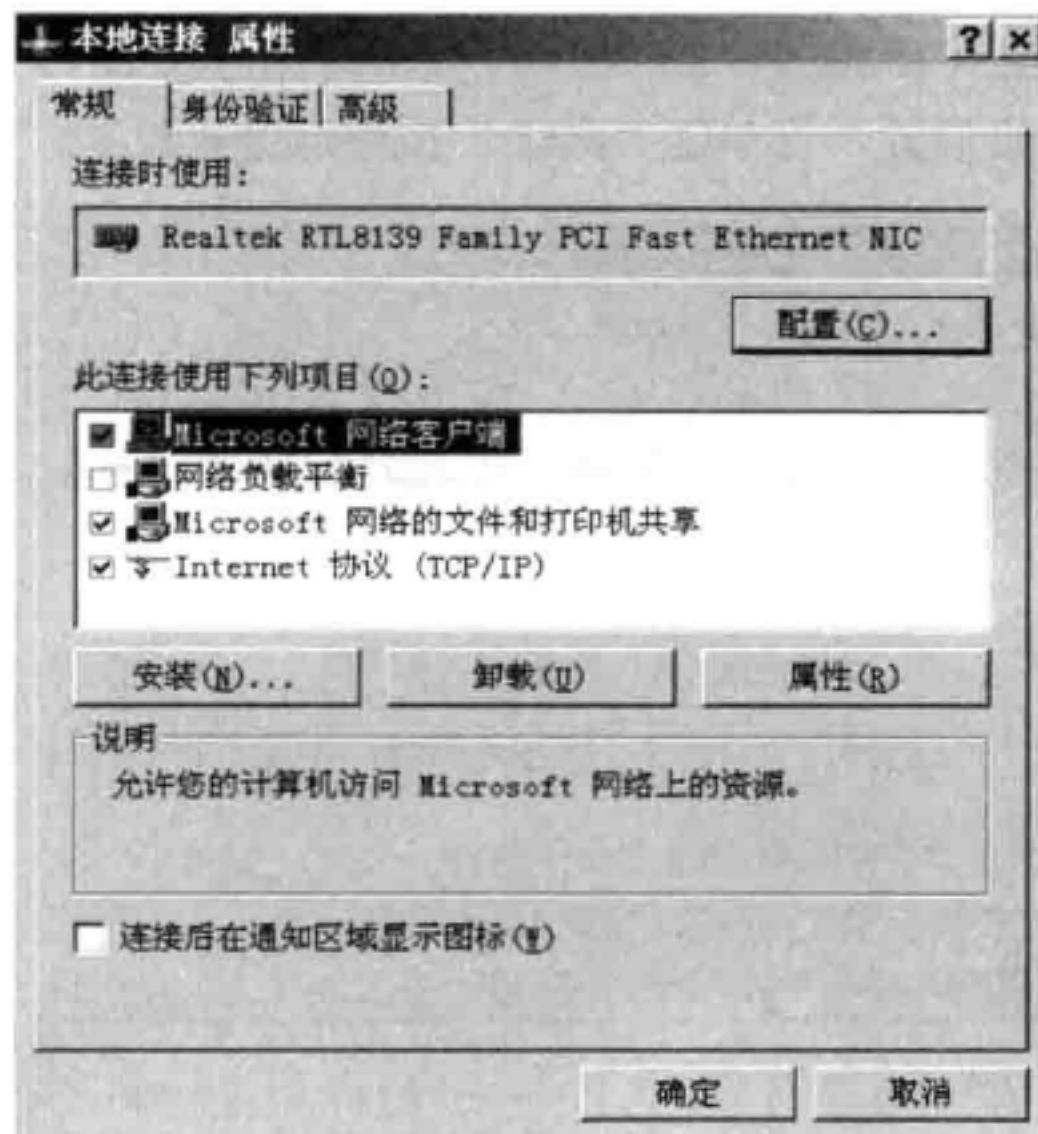 本地连接 属性
常规 身份验证 高级
连接时使用:
Realtek RTL8139 Family PCI Fast Ethernet NIC
配置(C)...
此连接使用下列项目(O):
Microsoft 网络客户端
网络负载平衡
Microsoft 网络的文件和打印机共享
Internet 协议 (TCP/IP)
安装(N)... 卸载(U) 属性(R)
说明
允许您的计算机访问 Microsoft 网络上的资源。
连接后在通知区域显示图标(W)
确定 取消